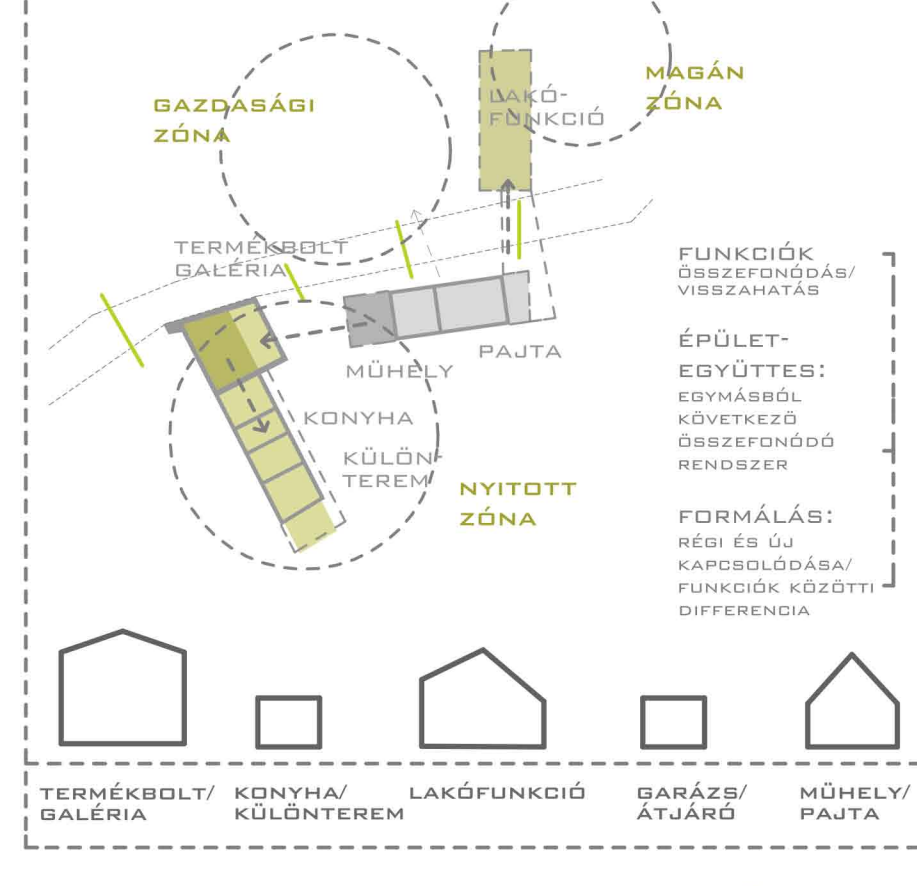 MAGÁN
ZÓNA
LAKÓ-
FUNKCIÓ
GAZDASÁGI
ZÓNA
TERMÉKBOLT
GALÉRIA
PAJTA
MŰHELY
KONYHA
KÜLÖN-
TEREM
NYITOTT
ZÓNA
FUNKCIÓK
ÖSSZEFONÓDÁS/
VISSZAHATÁS
ÉPÜLET-
EGYÜTTES:
EGYMÁSBÓL
KÖVETKEZŐ
ÖSSZEFONÓDÓ
RENDSZER
FORMÁLÁS:
RÉGI ÉS ÚJ
KAPCSOLÓDÁSA/
FUNKCIÓK KÖZÖTTI
DIFFERENCIA
TERMÉKBOLT/
GALÉRIA
KONYHA/
KÜLÖNTEREM
LAKÓFUNKCIÓ
GARÁZS/
ÁTJÁRÓ
MŰHELY/
PAJTA